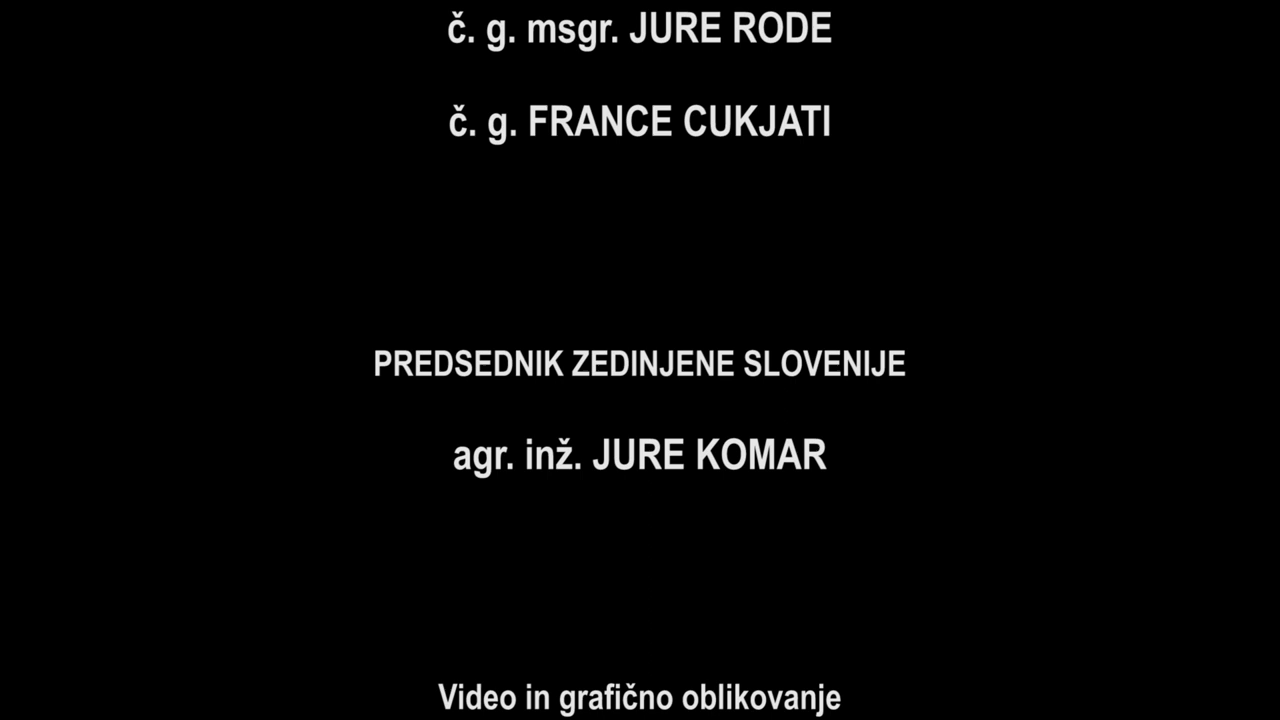 č. g. msgr. JURE RODE
č. g. FRANCE CUKJATI
PREDSEDNIK ZEDINJENE SLOVENIJE
agr. inž. JURE KOMAR
Video in grafično oblikovanje